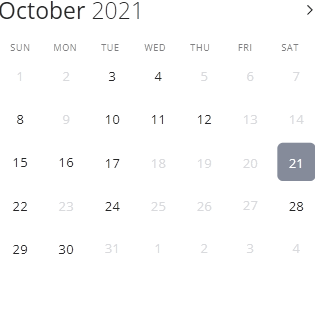 October 2021
SUN MON TUE WED THU FRI SAT
1 2 3 4 5 6 7
8 9 10 11 12 13 14
15 16 17 18 19 20 21
22 23 24 25 26 27 28
29 30 31 1 2 3 4